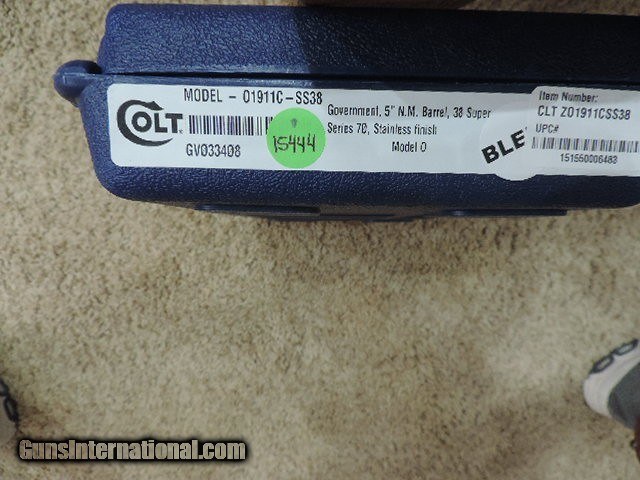 MODEL - O1911C-SS38
COLT
GV033408
15444
Government, 5" N.M. Barrel, 38 Super
Series 70, Stainless finish
Model O
BLE
Item Number:
CLT ZO1911CSS38
UPC#
151550006483
GunsInternational.com